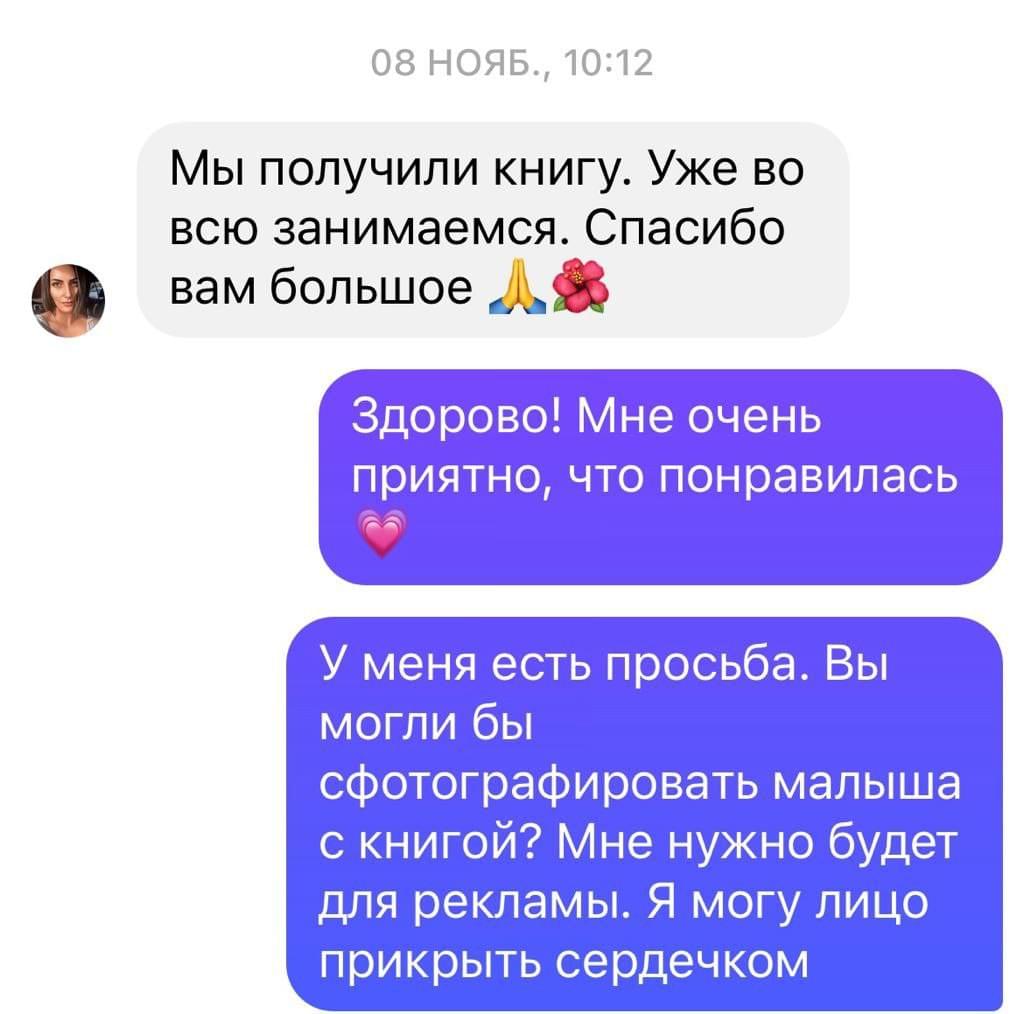 08 НОЯБ., 10:12
Мы получили книгу. Уже во
всю занимаемся. Спасибо
вам большое 🙏🌺
Здорово! Мне очень
приятно, что понравилась
💗
У меня есть просьба. Вы
могли бы
сфотографировать малыша
с книгой? Мне нужно будет
для рекламы. Я могу лицо
прикрыть сердечком